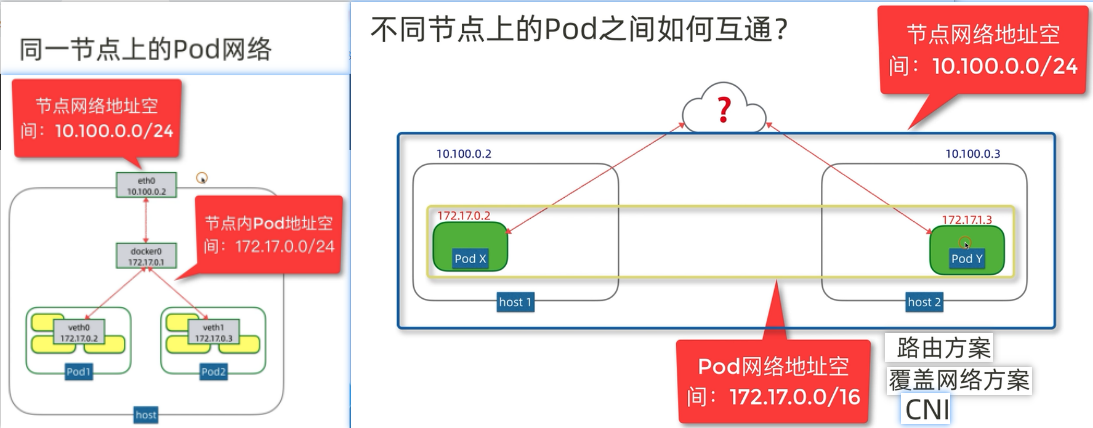 同一节点上的Pod网络
节点网络地址空
间：10.100.0.0/24
eth0
10.100.0.2
节点内Pod地址空
间：172.17.0.0/24
docker0
172.17.0.1
veth0
172.17.0.2
Pod1
veth1
172.17.0.3
Pod2
host
不同节点上的Pod之间如何互通？
节点网络地址空
间：10.100.0.0/24
?
10.100.0.2
10.100.0.3
172.17.0.2
Pod X
172.17.1.3
Pod Y
host 1
host 2
Pod网络地址空
间：172.17.0.0/16
路由方案
覆盖网络方案
CNI